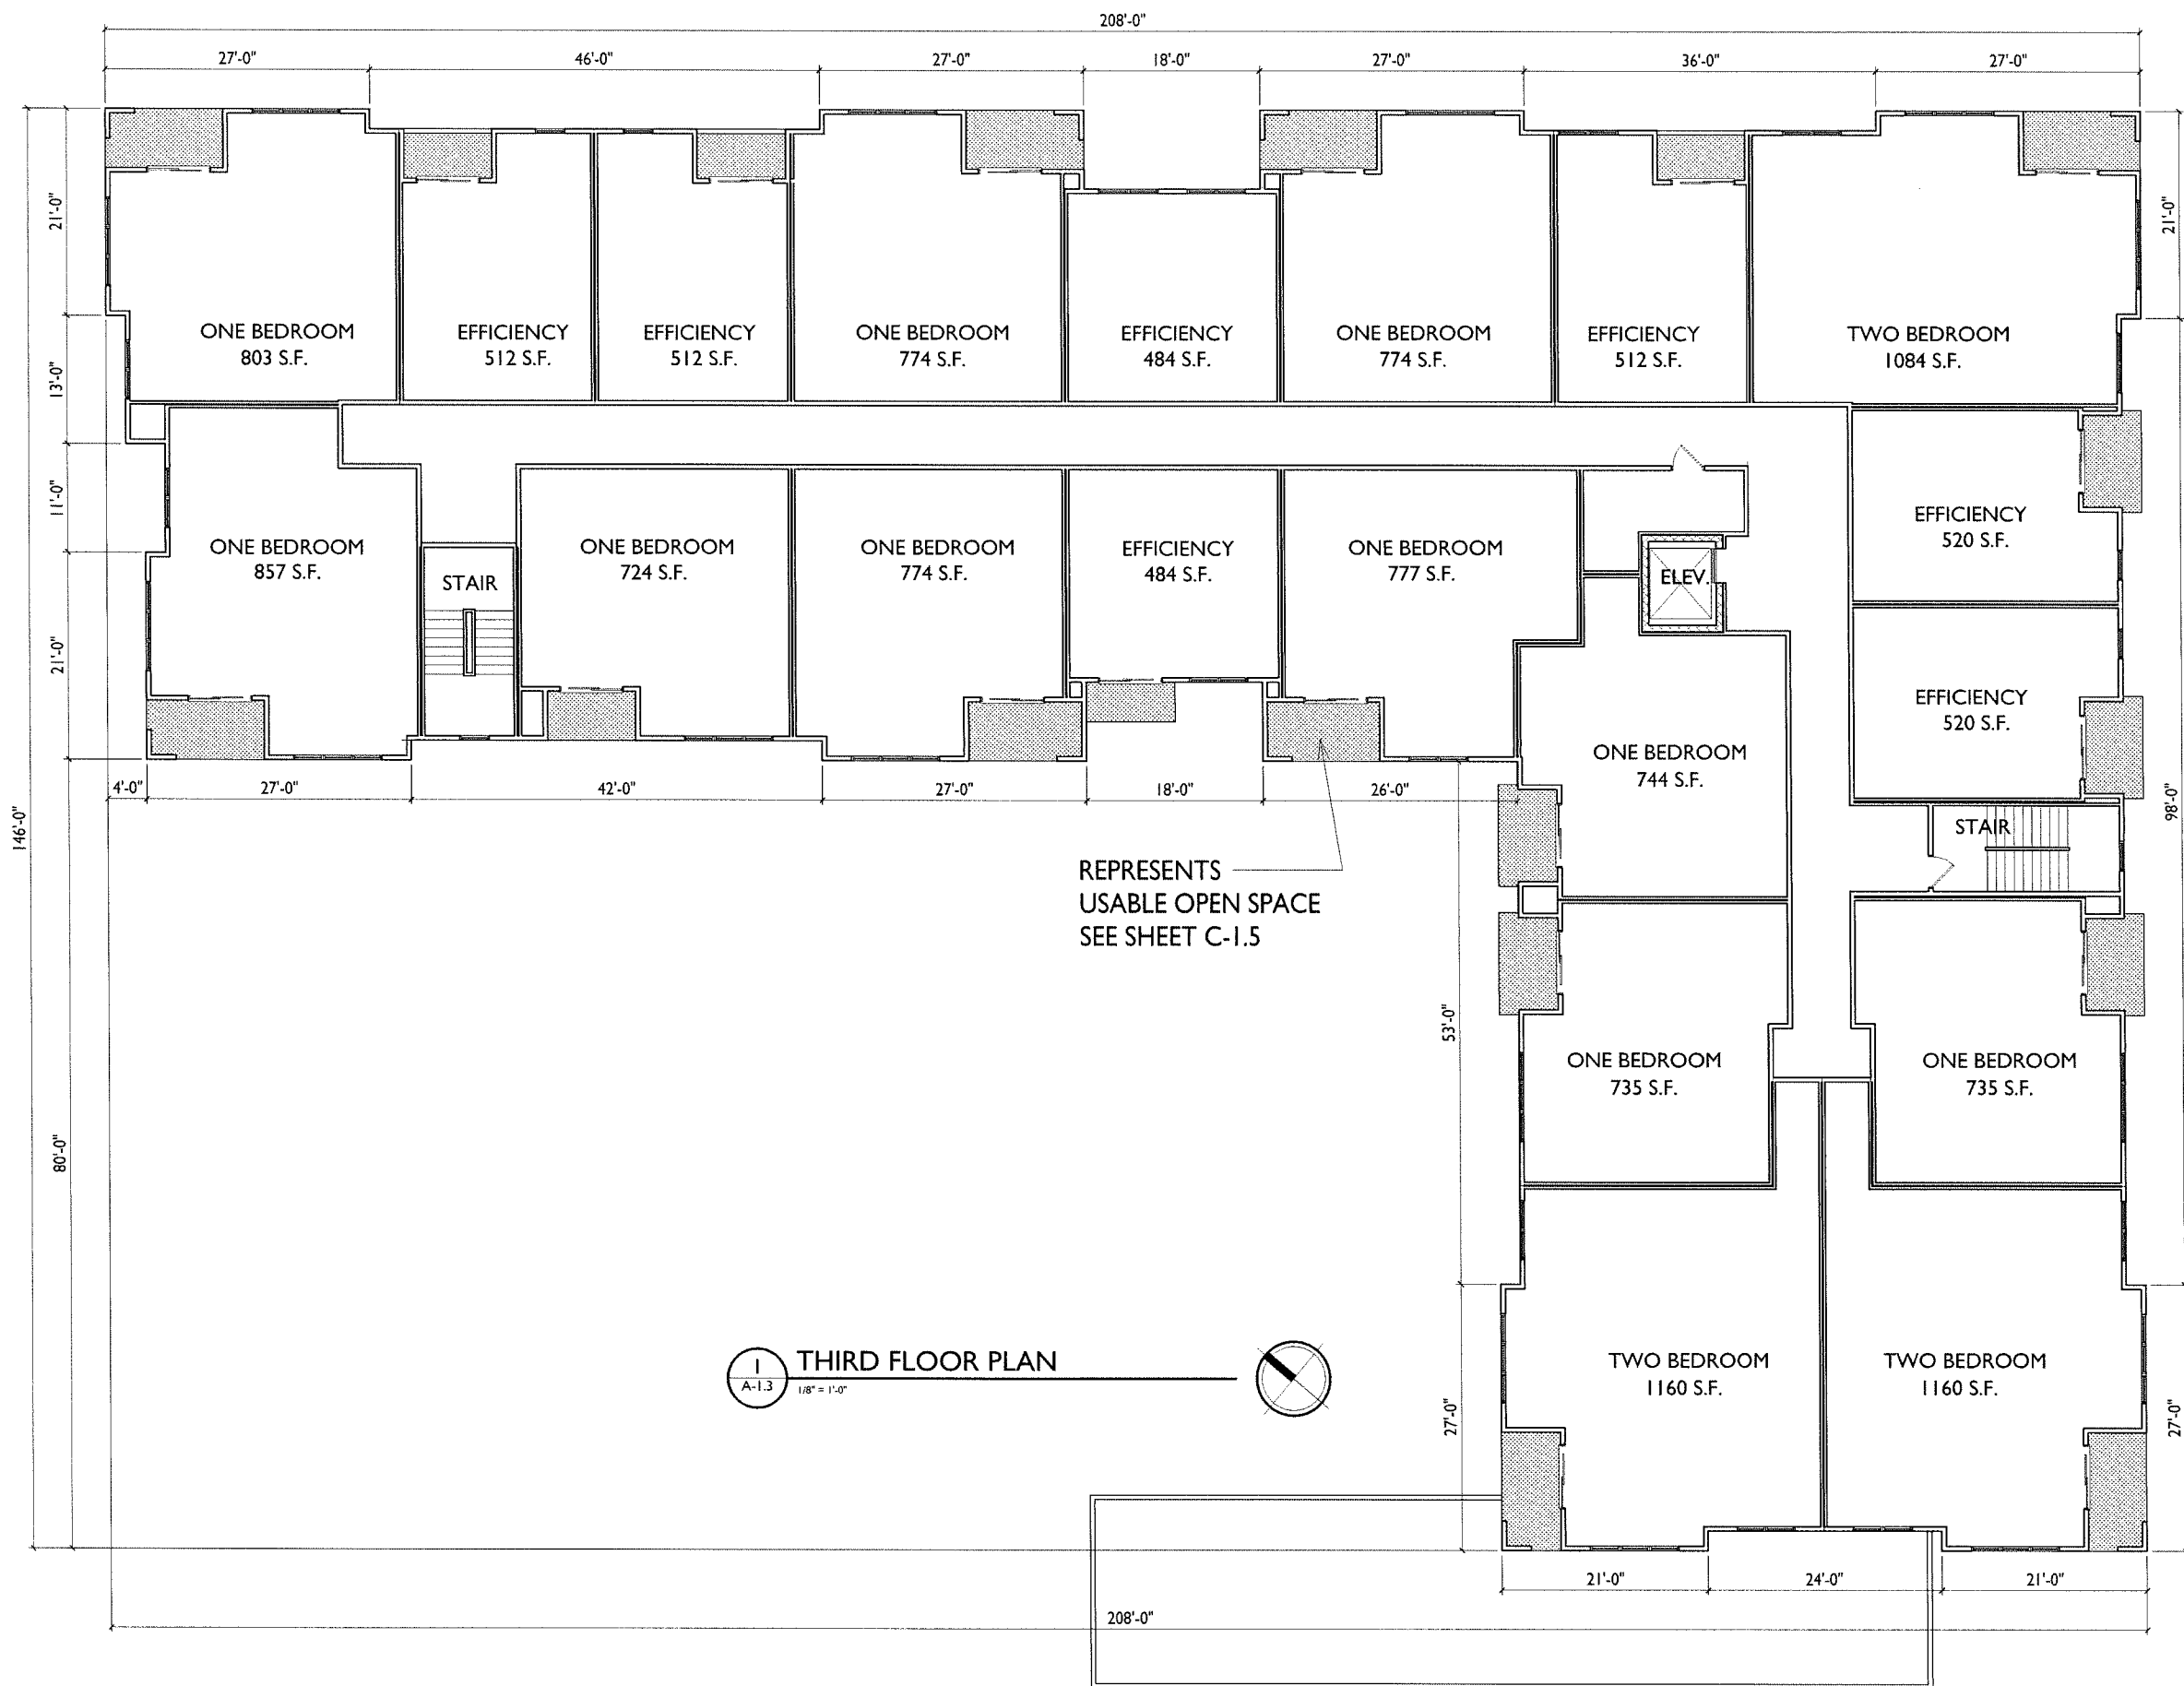 208'-0"
27'-0"
46'-0"
27'-0"
18'-0"
27'-0"
36'-0"
27'-0"
21'-0"
13'-0"
11'-0"
21'-0"
146'-0"
80'-0"
21'-0"
98'-0"
27'-0"
ONE BEDROOM
803 S.F.
EFFICIENCY
512 S.F.
EFFICIENCY
512 S.F.
ONE BEDROOM
774 S.F.
EFFICIENCY
484 S.F.
ONE BEDROOM
774 S.F.
EFFICIENCY
512 S.F.
TWO BEDROOM
1084 S.F.
ONE BEDROOM
857 S.F.
STAIR
ONE BEDROOM
724 S.F.
ONE BEDROOM
774 S.F.
EFFICIENCY
484 S.F.
ONE BEDROOM
777 S.F.
ELEV.
EFFICIENCY
520 S.F.
EFFICIENCY
520 S.F.
ONE BEDROOM
744 S.F.
STAIR
4'-0"
27'-0"
42'-0"
27'-0"
18'-0"
26'-0"
REPRESENTS
USABLE OPEN SPACE
SEE SHEET C-1.5
53'-0"
27'-0"
ONE BEDROOM
735 S.F.
ONE BEDROOM
735 S.F.
TWO BEDROOM
1160 S.F.
TWO BEDROOM
1160 S.F.
1
A-1.3
THIRD FLOOR PLAN
1/8" = 1'-0"
21'-0"
24'-0"
21'-0"
208'-0"